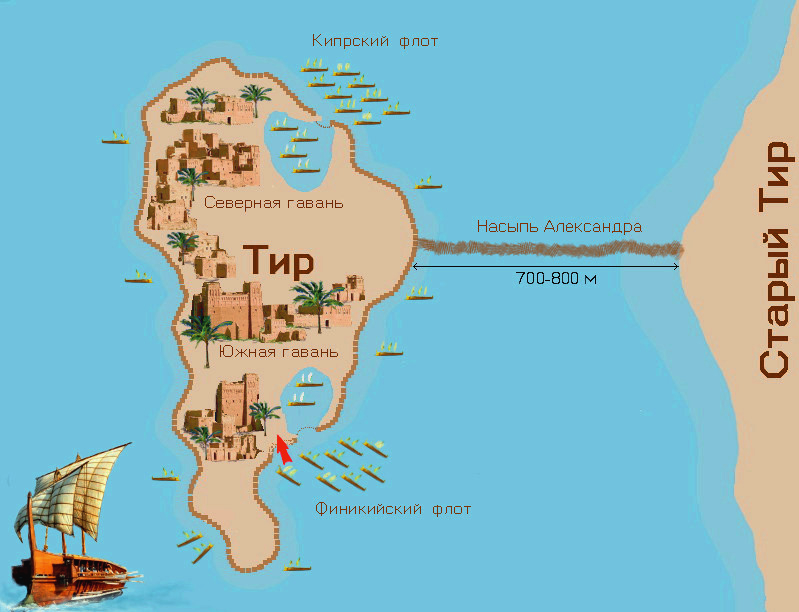 Кипрский флот
Северная гавань
Насыпь Александра
Тир
700-800 м
Южная гавань
Финикийский флот
Старый Тир